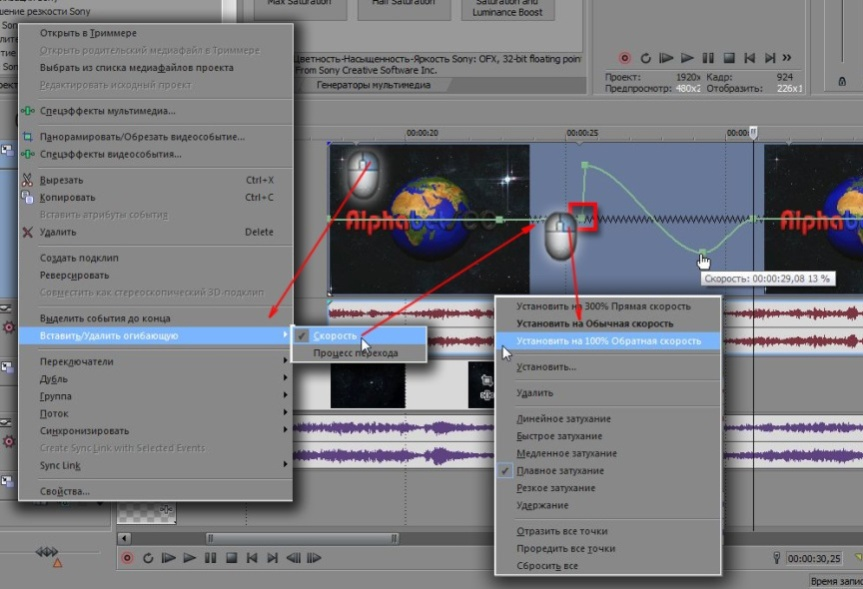 шение резкости Sony
Max Saturation
Half Saturation
Saturation and
Luminance Boost
Цветность-Насыщенность-Яркость Sony: OFX, 32-bit floating point
From Sony Creative Software Inc.
Генераторы мультимедиа
Проект: 1920x Кадр: 924
Предпросмотр: 480x2 Отобразить: 226x1
Открыть в Триммере
Открыть родительский медиафайл в Триммере
Выбрать из списка медиафайлов проекта
Редактировать исходный проект
Спецэффекты мультимедиа...
Панорамировать/Обрезать видеособытие...
Спецэффекты видеособытия...
Вырезать Ctrl+X
Копировать Ctrl+C
Вставить атрибуты события
Удалить Delete
Создать подклип
Реверсировать
Совместить как стереоскопический 3D-подклип
Выделить события до конца
Вставить/Удалить огибающую
Переключатели
Дубль
Группа
Поток
Синхронизировать
Create Sync Link with Selected Events
Sync Link
Свойства...
Скорость
Процесс перехода
00:00:20
00:00:25
00:00:
Alpha
Alpha
Скорость: 00:00:29,08 13 %
Установить на 300% Прямая скорость
Установить на Обычная скорость
Установить на 100% Обратная скорость
Установить...
Удалить
Линейное затухание
Быстрое затухание
Медленное затухание
Плавное затухание
Резкое затухание
Удержание
Отразить все точки
Проредить все точки
Сбросить все
00:00:30,25
Время запис